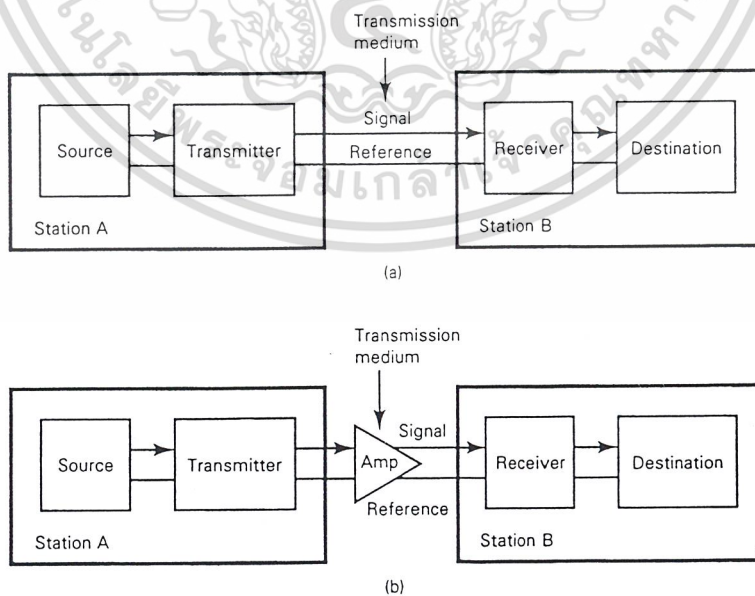 Transmission
medium
Signal
Source
Transmitter
Reference
Receiver
Destination
Station A
Station B
(a)
Transmission
medium
Signal
Source
Transmitter
Amp
Receiver
Destination
Reference
Station A
Station B
(b)